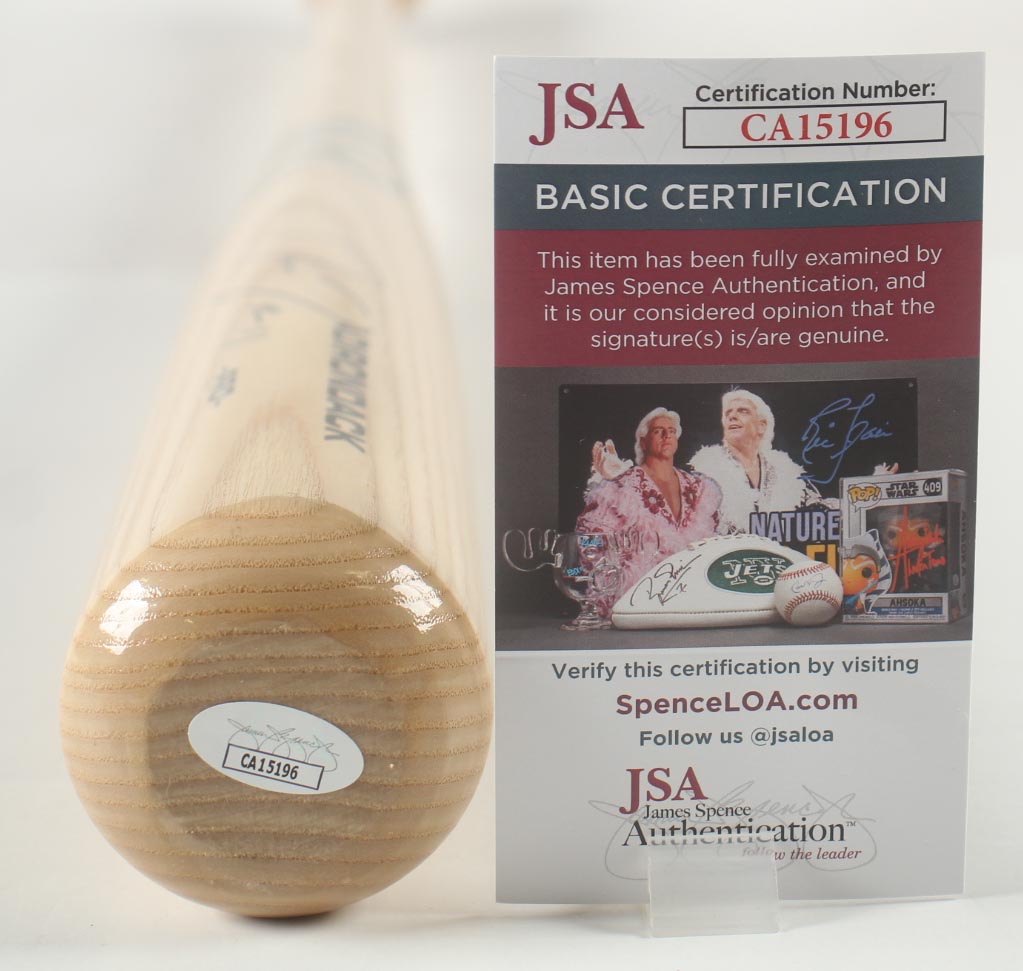 JSA
Certification Number:
CA15196
BASIC CERTIFICATION
This item has been fully examined by
James Spence Authentication, and
it is our considered opinion that the
signature(s) is/are genuine.
NATURE
POP!
STAR
WARS
409
JETS
AHSOKA
Verify this certification by visiting
SpenceLOA.com
Follow us @jsaloa
JSA
James Spence
Authentication™
follow the leader
ADIRONDACK
CA15196